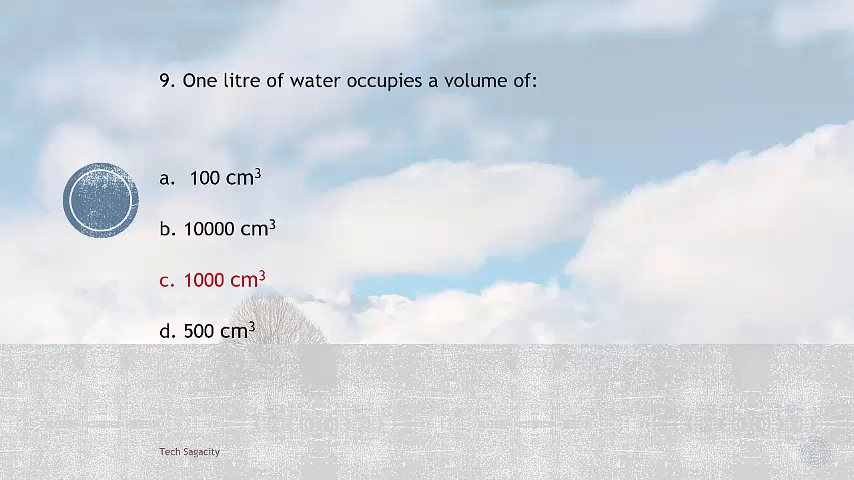 9. One litre of water occupies a volume of:
a. 100 cm³
b. 10000 cm³
c. 1000 cm³
d. 500 cm³
Tech Sagacity